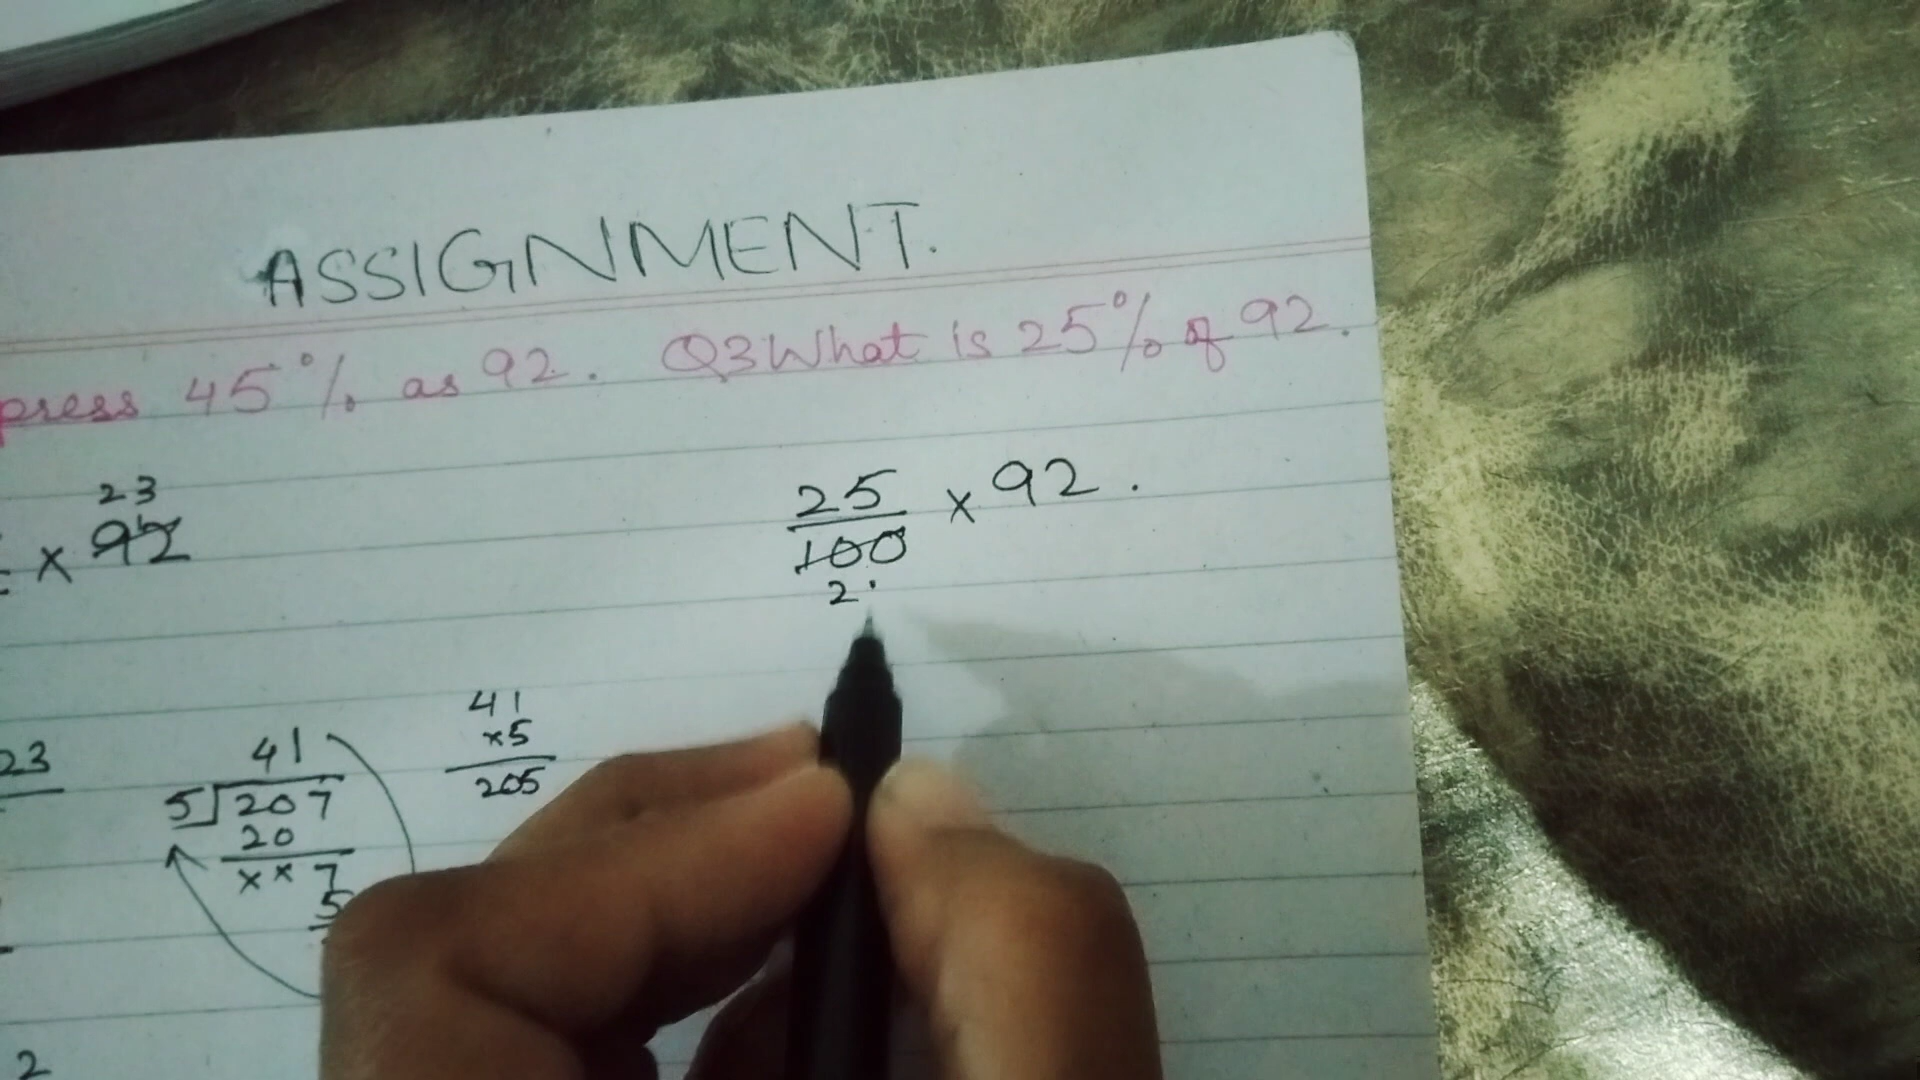 ASSIGNMENT.
press 45% as 92. Q3 What is 25% of 92.
23
x 92
25
100
x 92.
2
23
41
5 207
20
x x 7
5
41
x5
205
2